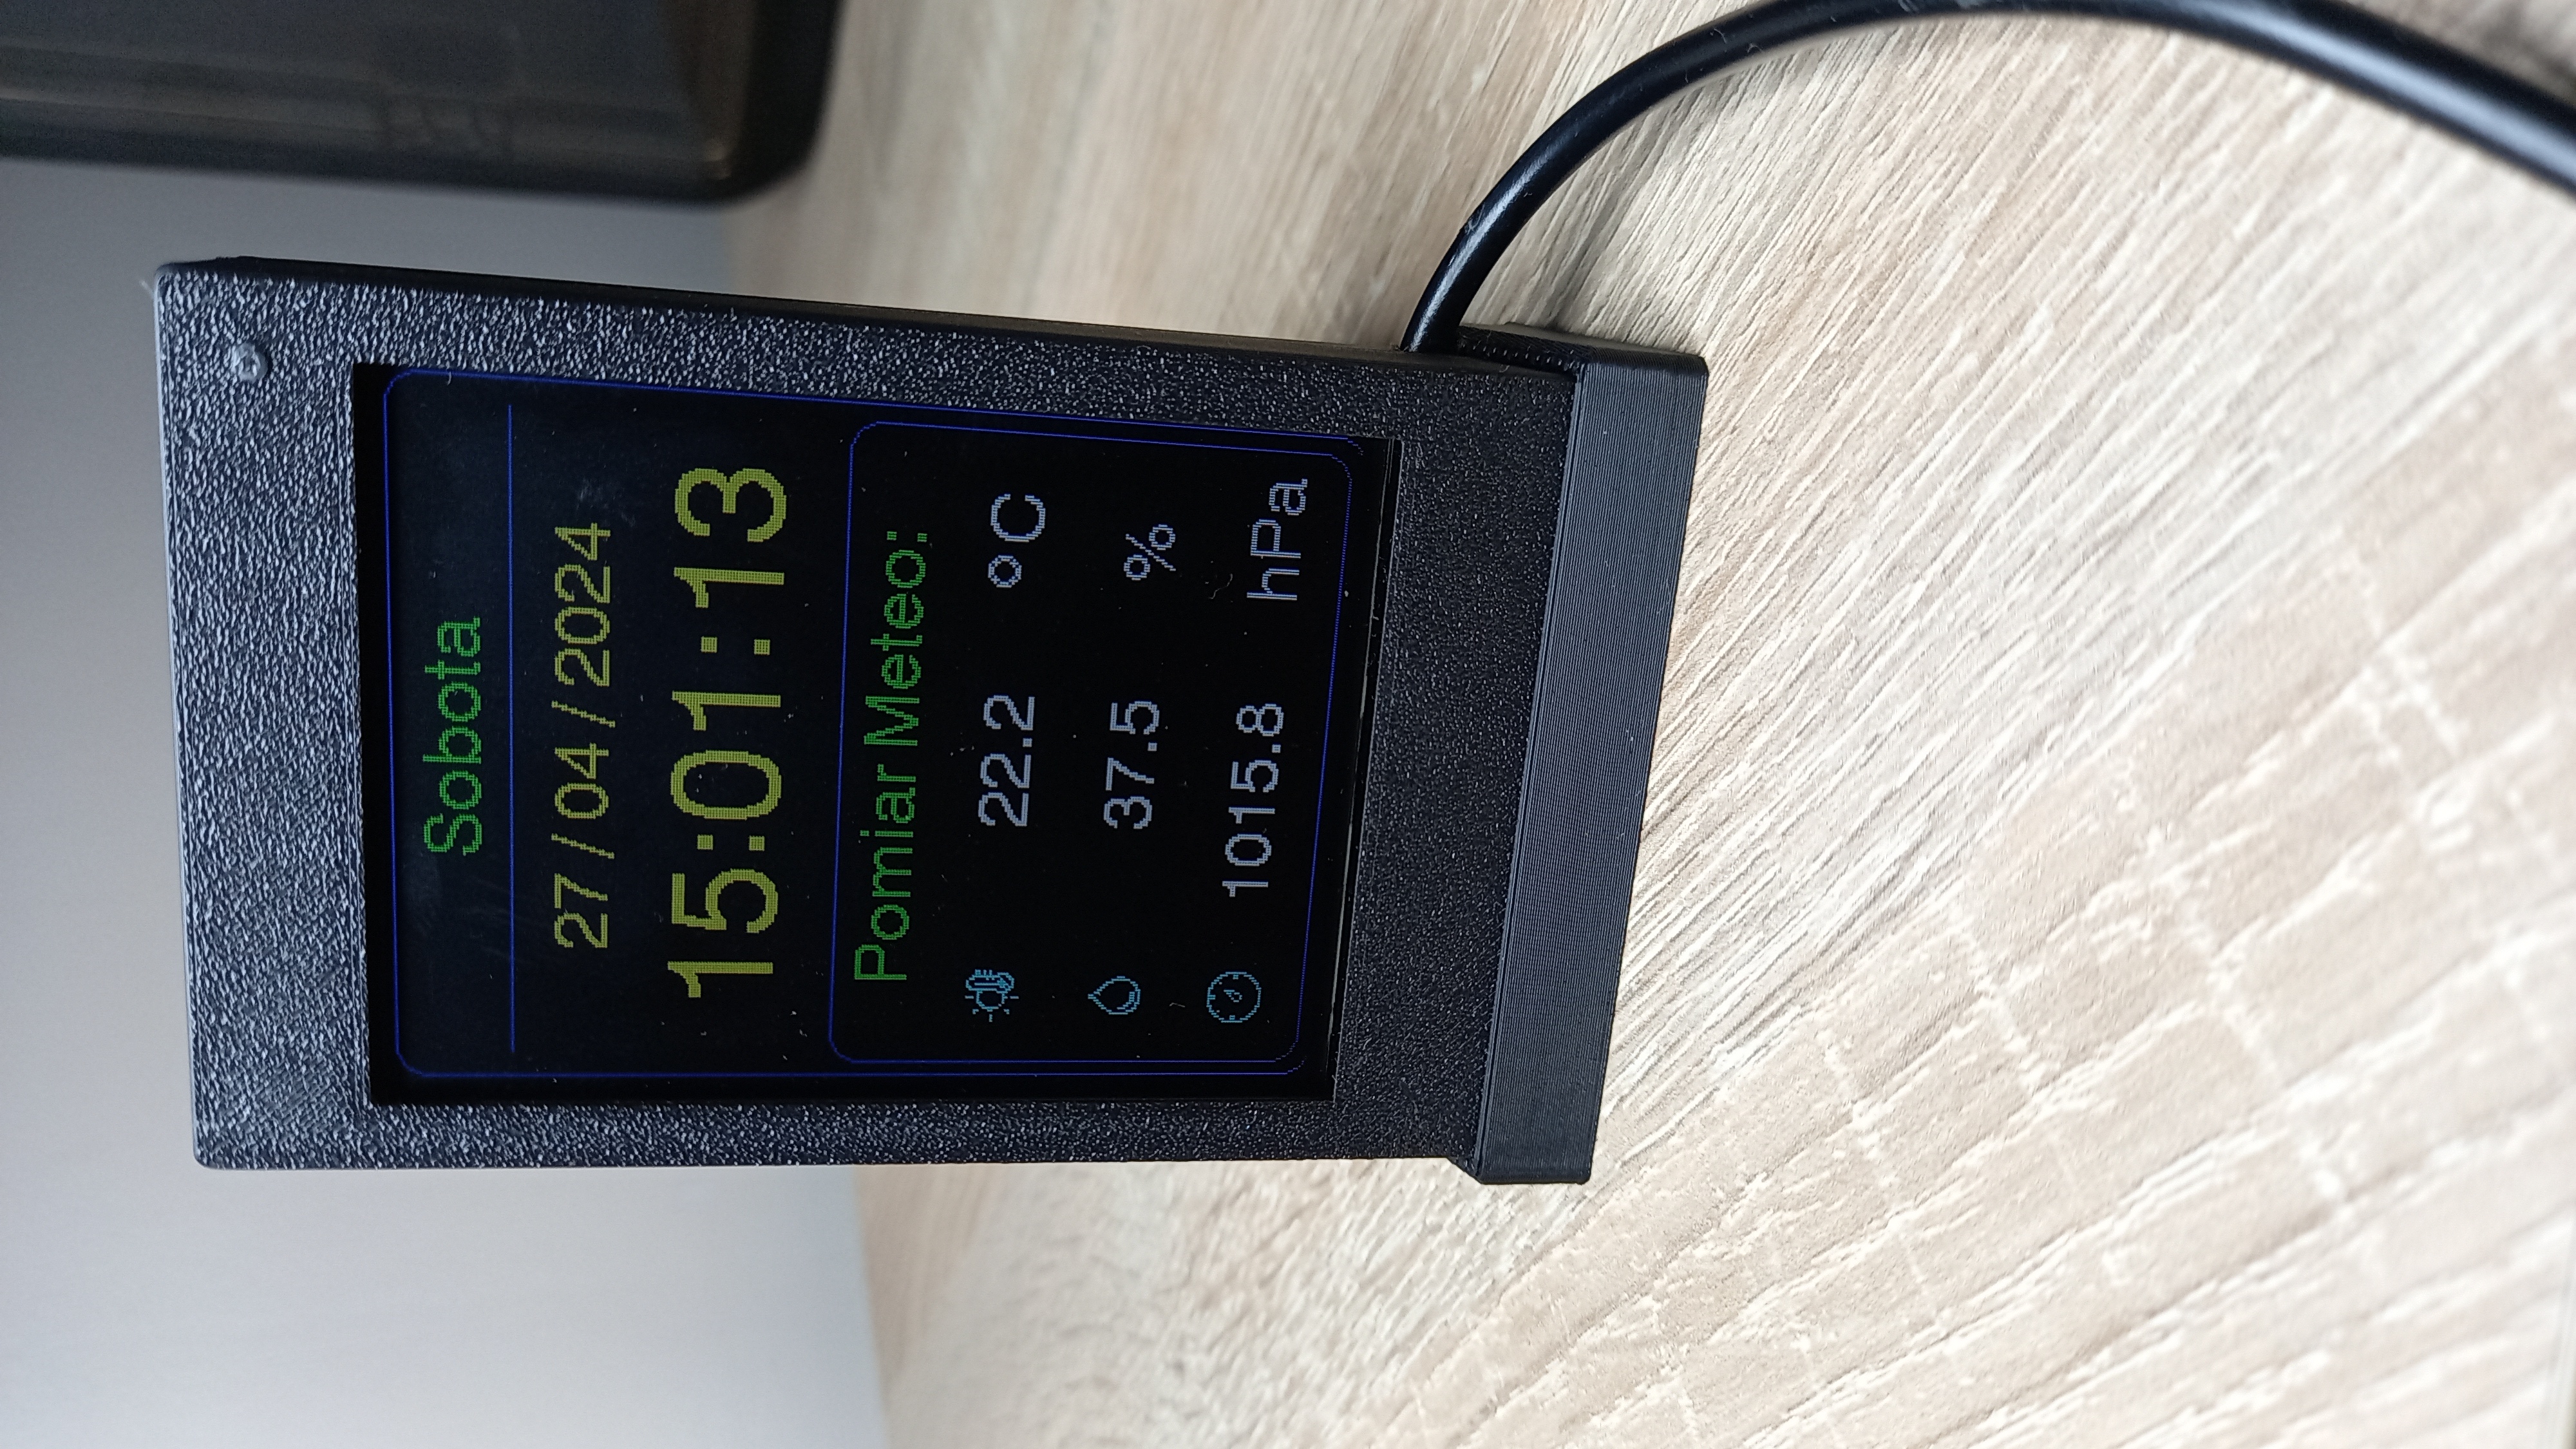 Sobota
27/04/2024
15:01:13
Pomiar Meteo:
22.2 °C
37.5 %
1015.8 hPa